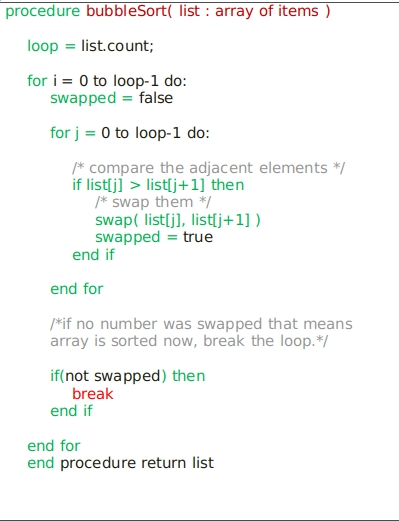 procedure bubbleSort( list : array of items )
loop = list.count;
for i = 0 to loop-1 do:
swapped = false
for j = 0 to loop-1 do:
/* compare the adjacent elements */
if list[j] > list[j+1] then
/* swap them */
swap( list[j], list[j+1] )
swapped = true
end if
end for
/*if no number was swapped that means
array is sorted now, break the loop.*/
if(not swapped) then
break
end if
end for
end procedure return list